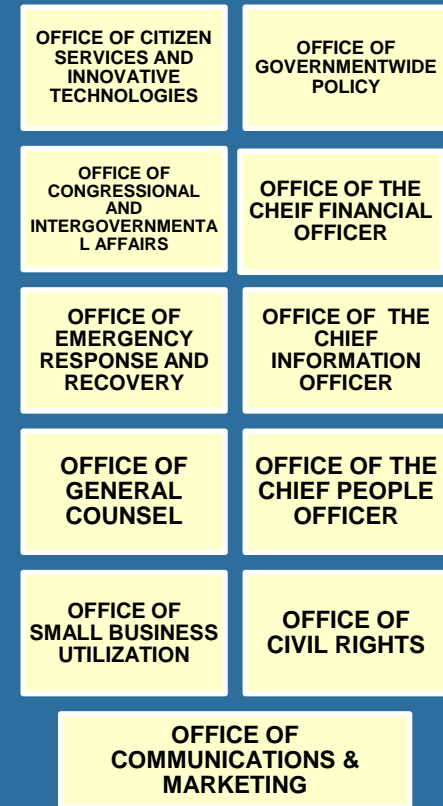 OFFICE OF CITIZEN
SERVICES AND
INNOVATIVE
TECHNOLOGIES
OFFICE OF
GOVERNMENTWIDE
POLICY
OFFICE OF
CONGRESSIONAL
AND
INTERGOVERNMENTA
L AFFAIRS
OFFICE OF THE
CHEIF FINANCIAL
OFFICER
OFFICE OF
EMERGENCY
RESPONSE AND
RECOVERY
OFFICE OF THE
CHIEF
INFORMATION
OFFICER
OFFICE OF
GENERAL
COUNSEL
OFFICE OF THE
CHIEF PEOPLE
OFFICER
OFFICE OF
SMALL BUSINESS
UTILIZATION
OFFICE OF
CIVIL RIGHTS
OFFICE OF
COMMUNICATIONS &
MARKETING